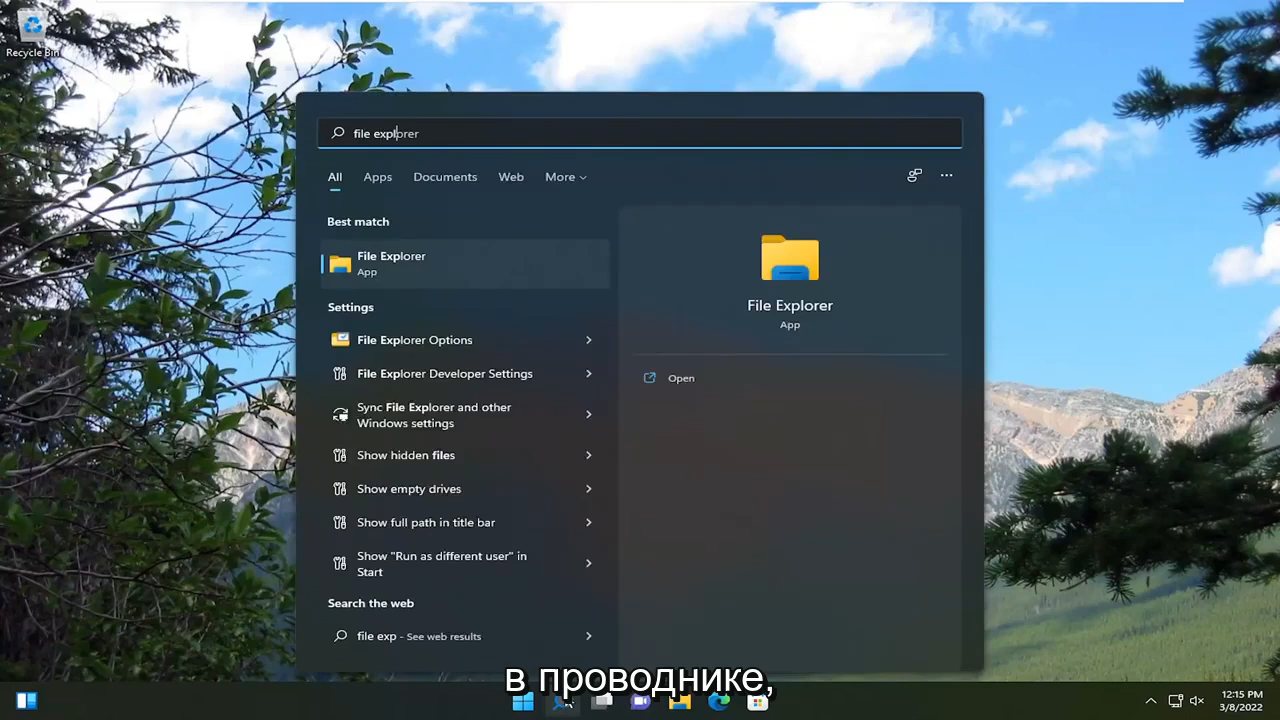 Recycle Bin
file explorer
All Apps Documents Web More
Best match
File Explorer
App
Settings
File Explorer Options
File Explorer Developer Settings
Sync File Explorer and other
Windows settings
Show hidden files
Show empty drives
Show full path in title bar
Show "Run as different user" in
Start
Search the web
file exp - See web results
File Explorer
App
Open
в проводнике,
12:15 PM
3/8/2022